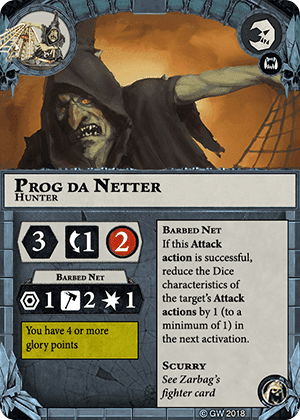 Prog da Netter
Hunter
3 1 2
Barbed Net
1 2 1
You have 4 or more
glory points
Barbed Net
If this Attack
action is successful,
reduce the Dice
characteristics of
the target's Attack
actions by 1 (to a
minimum of 1) in
the next activation.
Scurry
See Zarbag's
fighter card
© GW 2018